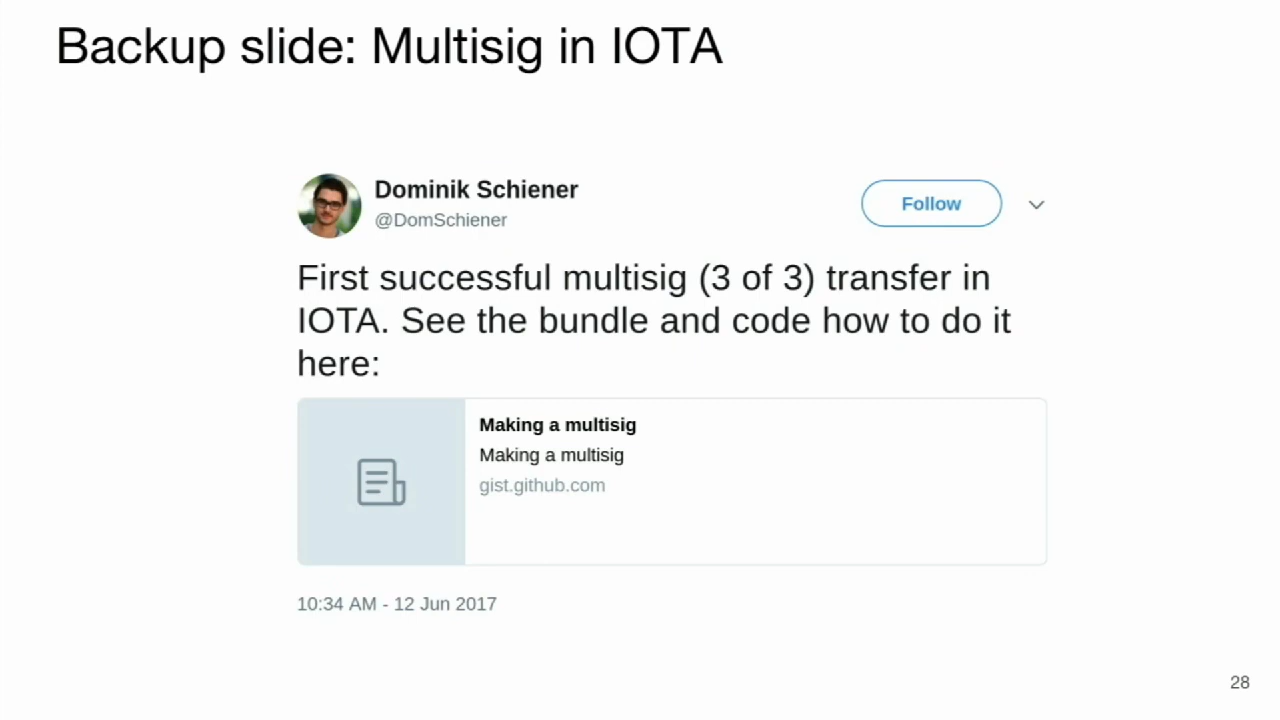 Backup slide: Multisig in IOTA
Dominik Schiener
@DomSchiener
Follow
First successful multisig (3 of 3) transfer in
IOTA. See the bundle and code how to do it
here:
Making a multisig
Making a multisig
gist.github.com
10:34 AM - 12 Jun 2017
28